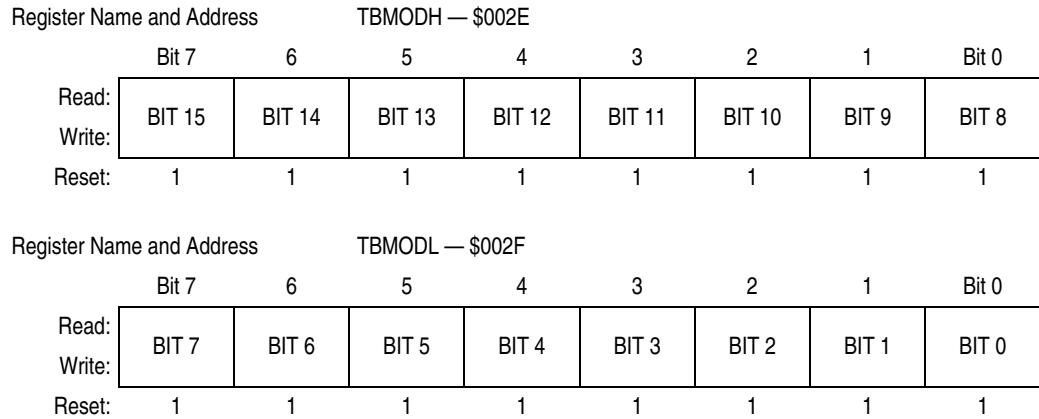 Register Name and Address TBMODH — $002E
Bit 7 6 5 4 3 2 1 Bit 0
Read:
BIT 15 BIT 14 BIT 13 BIT 12 BIT 11 BIT 10 BIT 9 BIT 8
Write:
Reset: 1 1 1 1 1 1 1 1
Register Name and Address TBMODL — $002F
Bit 7 6 5 4 3 2 1 Bit 0
Read:
BIT 7 BIT 6 BIT 5 BIT 4 BIT 3 BIT 2 BIT 1 BIT 0
Write:
Reset: 1 1 1 1 1 1 1 1